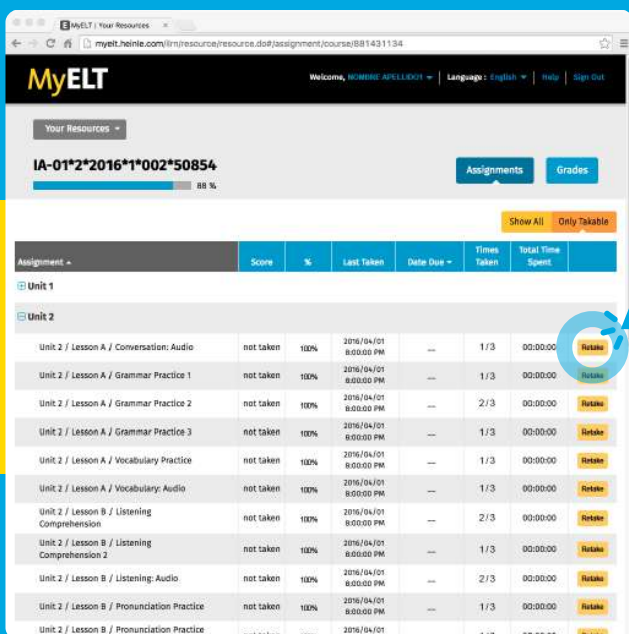 MyELT | Your Resources
myelt.heinle.com/ilrn/resource/resource.do#/assignment/course/881431134
MyELT
Welcome, NOMBRE APELLIDO1 | Language: English | Help | Sign Out
Your Resources
IA-01*2*2016*1*002*50854
Assignments Grades
88 %
Show All Only Takable
Assignment Score % Last Taken Date Due Times Taken Total Time Spent
Unit 1
Unit 2
Unit 2 / Lesson A / Conversation: Audio not taken 100% 2016/04/01 8:00:00 PM -- 1/3 00:00:00 Retake
Unit 2 / Lesson A / Grammar Practice 1 not taken 100% 2016/04/01 8:00:00 PM -- 1/3 00:00:00 Retake
Unit 2 / Lesson A / Grammar Practice 2 not taken 100% 2016/04/01 8:00:00 PM -- 2/3 00:00:00 Retake
Unit 2 / Lesson A / Grammar Practice 3 not taken 100% 2016/04/01 8:00:00 PM -- 1/3 00:00:00 Retake
Unit 2 / Lesson A / Vocabulary Practice not taken 100% 2016/04/01 8:00:00 PM -- 1/3 00:00:00 Retake
Unit 2 / Lesson A / Vocabulary: Audio not taken 100% 2016/04/01 8:00:00 PM -- 1/3 00:00:00 Retake
Unit 2 / Lesson B / Listening Comprehension not taken 100% 2016/04/01 8:00:00 PM -- 2/3 00:00:00 Retake
Unit 2 / Lesson B / Listening Comprehension 2 not taken 100% 2016/04/01 8:00:00 PM -- 1/3 00:00:00 Retake
Unit 2 / Lesson B / Listening: Audio not taken 100% 2016/04/01 8:00:00 PM -- 2/3 00:00:00 Retake
Unit 2 / Lesson B / Pronunciation Practice not taken 100% 2016/04/01 8:00:00 PM -- 1/3 00:00:00 Retake
Unit 2 / Lesson B / Pronunciation Practice 2016/04/01